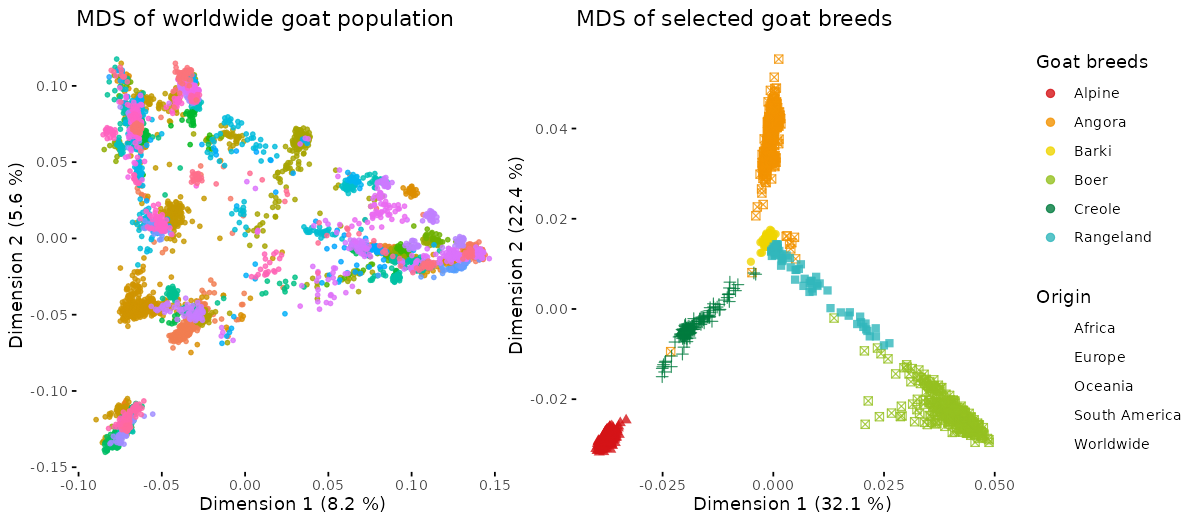 MDS of worldwide goat population
0.10
0.05
0.00
-0.05
-0.10
-0.15
-0.10
-0.05
0.00
0.05
0.10
0.15
Dimension 1 (8.2 %)
Dimension 2 (5.6 %)
MDS of selected goat breeds
0.04
0.02
0.00
-0.02
-0.025
0.000
0.025
0.050
Dimension 1 (32.1 %)
Dimension 2 (22.4 %)
Goat breeds
Alpine
Angora
Barki
Boer
Creole
Rangeland
Origin
Africa
Europe
Oceania
South America
Worldwide